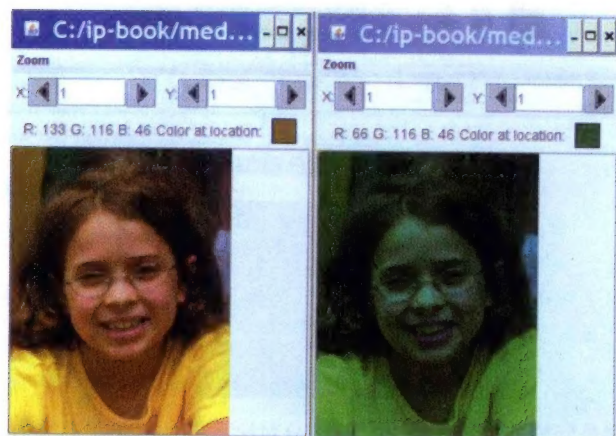 C:/ip-book/med...
Zoom
X: 1 Y: 1
R: 133 G: 116 B: 46 Color at location:
C:/ip-book/med...
Zoom
X: 1 Y: 1
R: 66 G: 116 B: 46 Color at location: